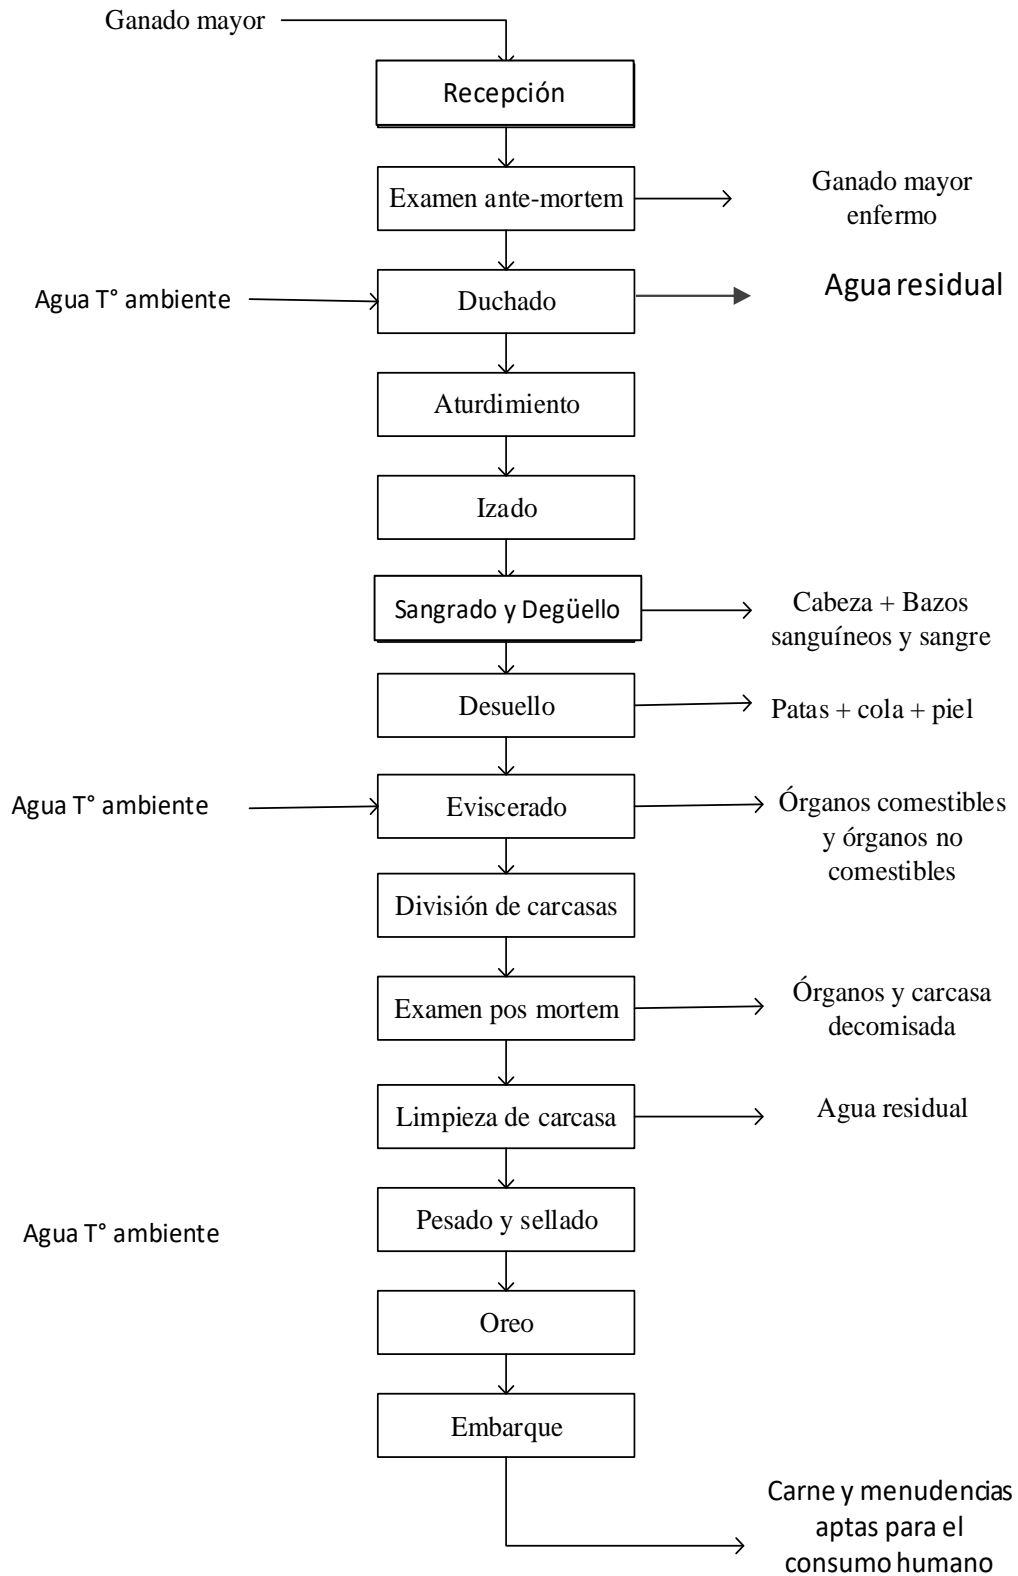 Ganado mayor
Recepción
Examen ante-mortem
Ganado mayor
enfermo
Agua T° ambiente
Duchado
Agua residual
Aturdimiento
Izado
Sangrado y Degüello
Cabeza + Bazos
sanguíneos y sangre
Desuello
Patas + cola + piel
Agua T° ambiente
Eviscerado
Órganos comestibles
y órganos no
comestibles
División de carcasas
Examen pos mortem
Órganos y carcasa
decomisada
Limpieza de carcasa
Agua residual
Pesado y sellado
Agua T° ambiente
Oreo
Embarque
Carne y menudencias
aptas para el
consumo humano